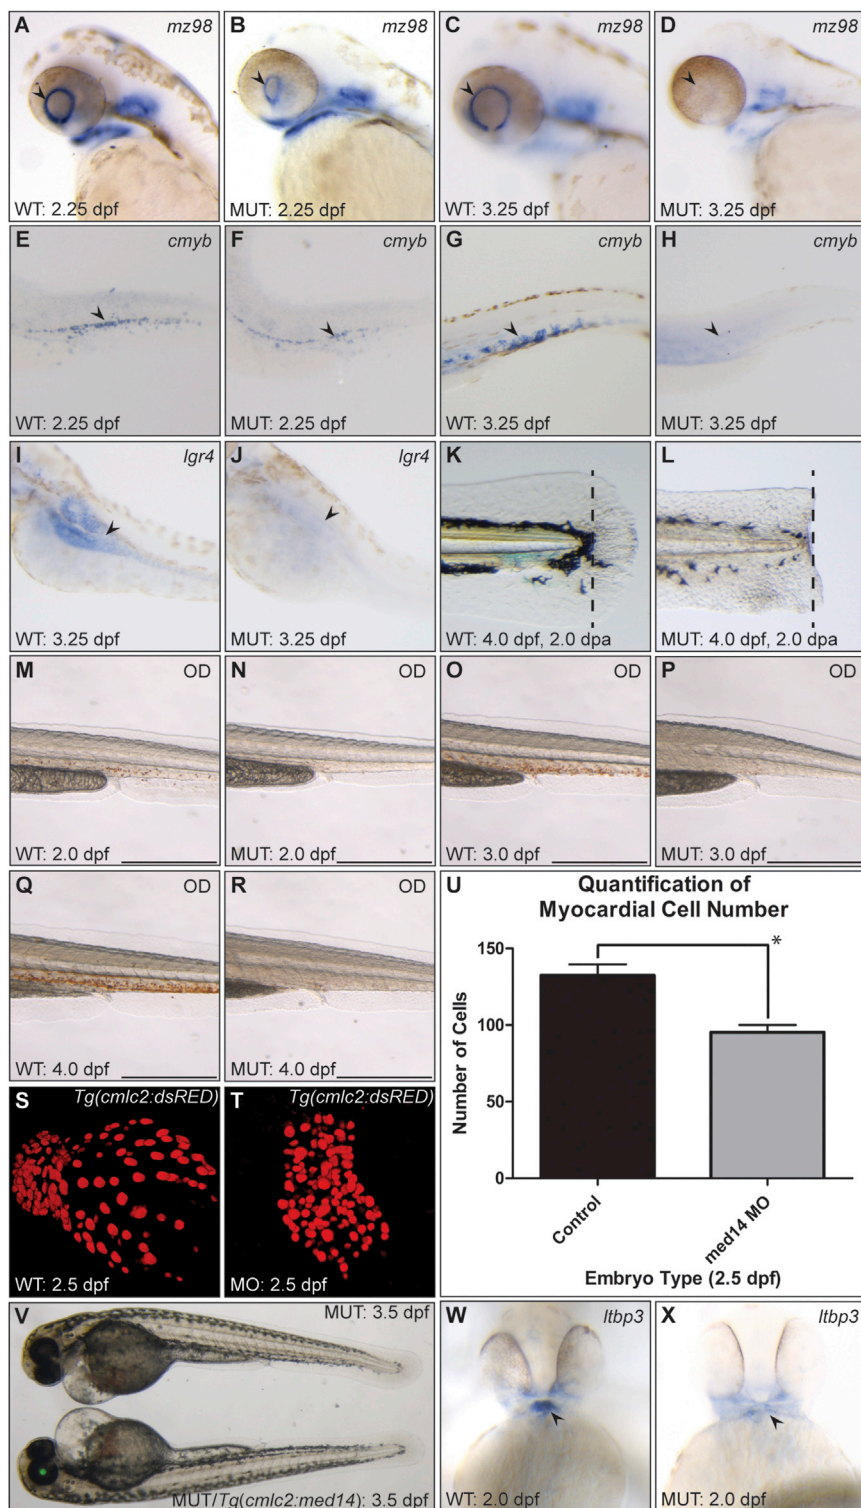 A mz98
B mz98
C mz98
D mz98
WT: 2.25 dpf
MUT: 2.25 dpf
WT: 3.25 dpf
MUT: 3.25 dpf
E cmyb
F cmyb
G cmyb
H cmyb
WT: 2.25 dpf
MUT: 2.25 dpf
WT: 3.25 dpf
MUT: 3.25 dpf
I lgr4
J lgr4
K
L
WT: 3.25 dpf
MUT: 3.25 dpf
WT: 4.0 dpf, 2.0 dpa
MUT: 4.0 dpf, 2.0 dpa
M OD
N OD
O OD
P OD
WT: 2.0 dpf
MUT: 2.0 dpf
WT: 3.0 dpf
MUT: 3.0 dpf
Q OD
R OD
WT: 4.0 dpf
MUT: 4.0 dpf
S Tg(cmlc2:dsRED)
T Tg(cmlc2:dsRED)
WT: 2.5 dpf
MO: 2.5 dpf
U Quantification of
Myocardial Cell Number
*
150
100
50
0
Number of Cells
Control
med14 MO
Embryo Type (2.5 dpf)
V MUT: 3.5 dpf
MUT/Tg(cmlc2:med14): 3.5 dpf
W ltbp3
X ltbp3
WT: 2.0 dpf
MUT: 2.0 dpf